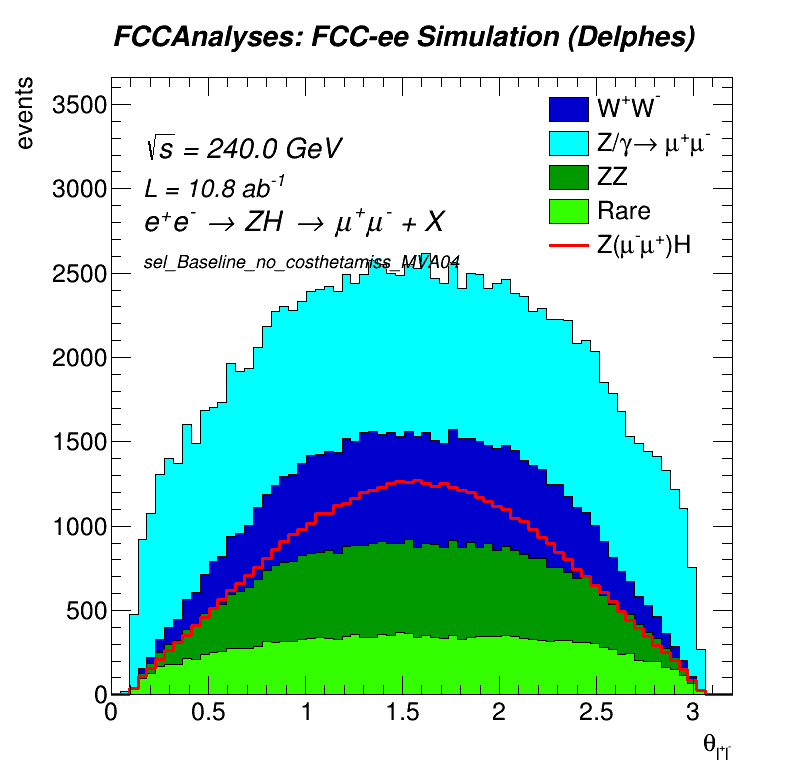 FCCAnalyses: FCC-ee Simulation (Delphes)
events
√s = 240.0 GeV
L = 10.8 ab⁻¹
e⁺e⁻ → ZH → μ⁺μ⁻ + X
sel_Baseline_no_costhetamiss_MVA04
W⁺W⁻
Z/γ→ μ⁺μ⁻
ZZ
Rare
Z(μ⁻μ⁺)H
3500
3000
2500
2000
1500
1000
500
0
0 0.5 1 1.5 2 2.5 3
θ_l⁺l⁻